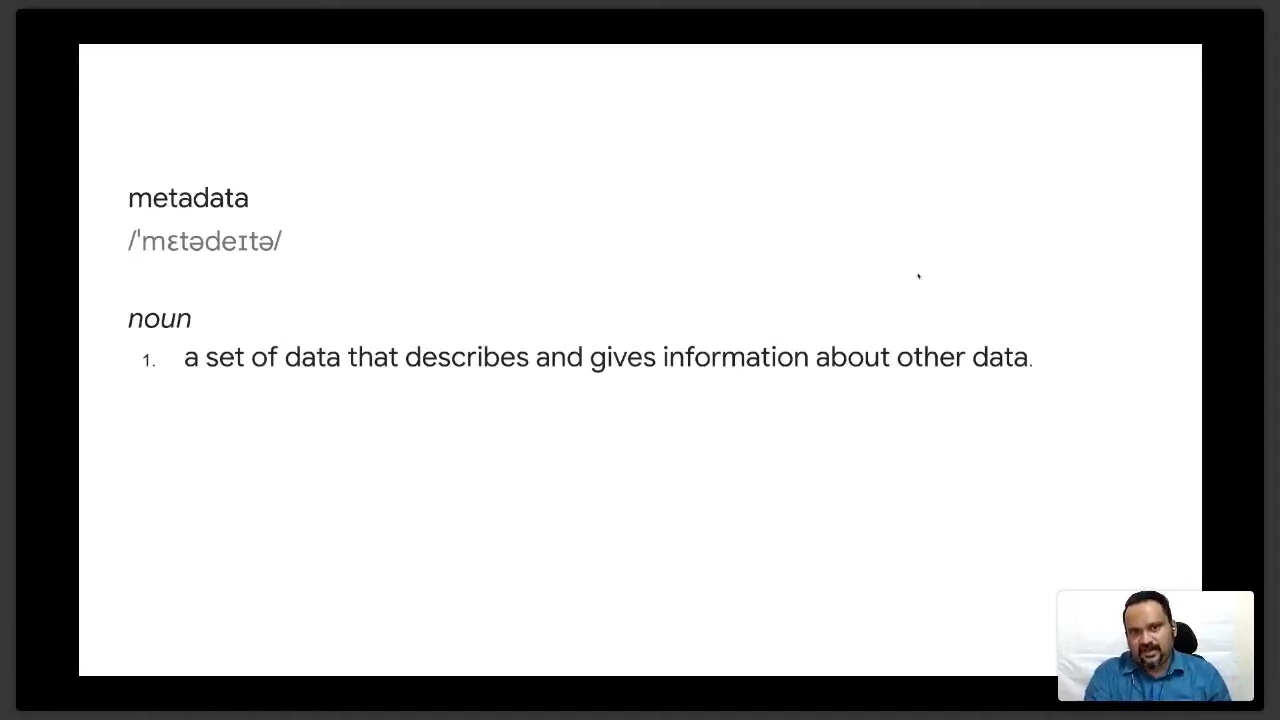 metadata
/ˈmɛtədeɪtə/
noun
1. a set of data that describes and gives information about other data.